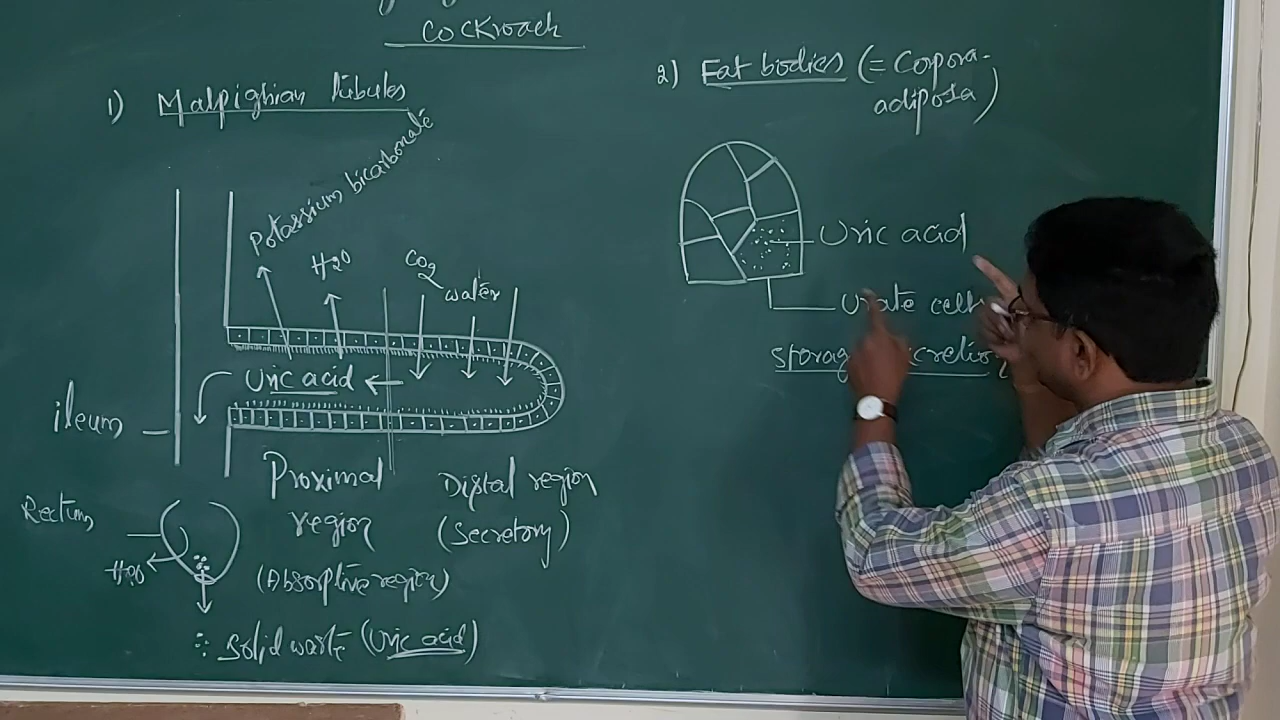 Cockroach
1) Malpighian tubules
Potassium bicarbonate
H2O
CO2
water
Uric acid
ileum
Proximal
region
(Absorptive region)
Distal region
(Secretory)
Rectum
H2O
∴ Solid waste (Uric acid)
2) Fat bodies (= Corpora-
adiposa)
Uric acid
Urate cells